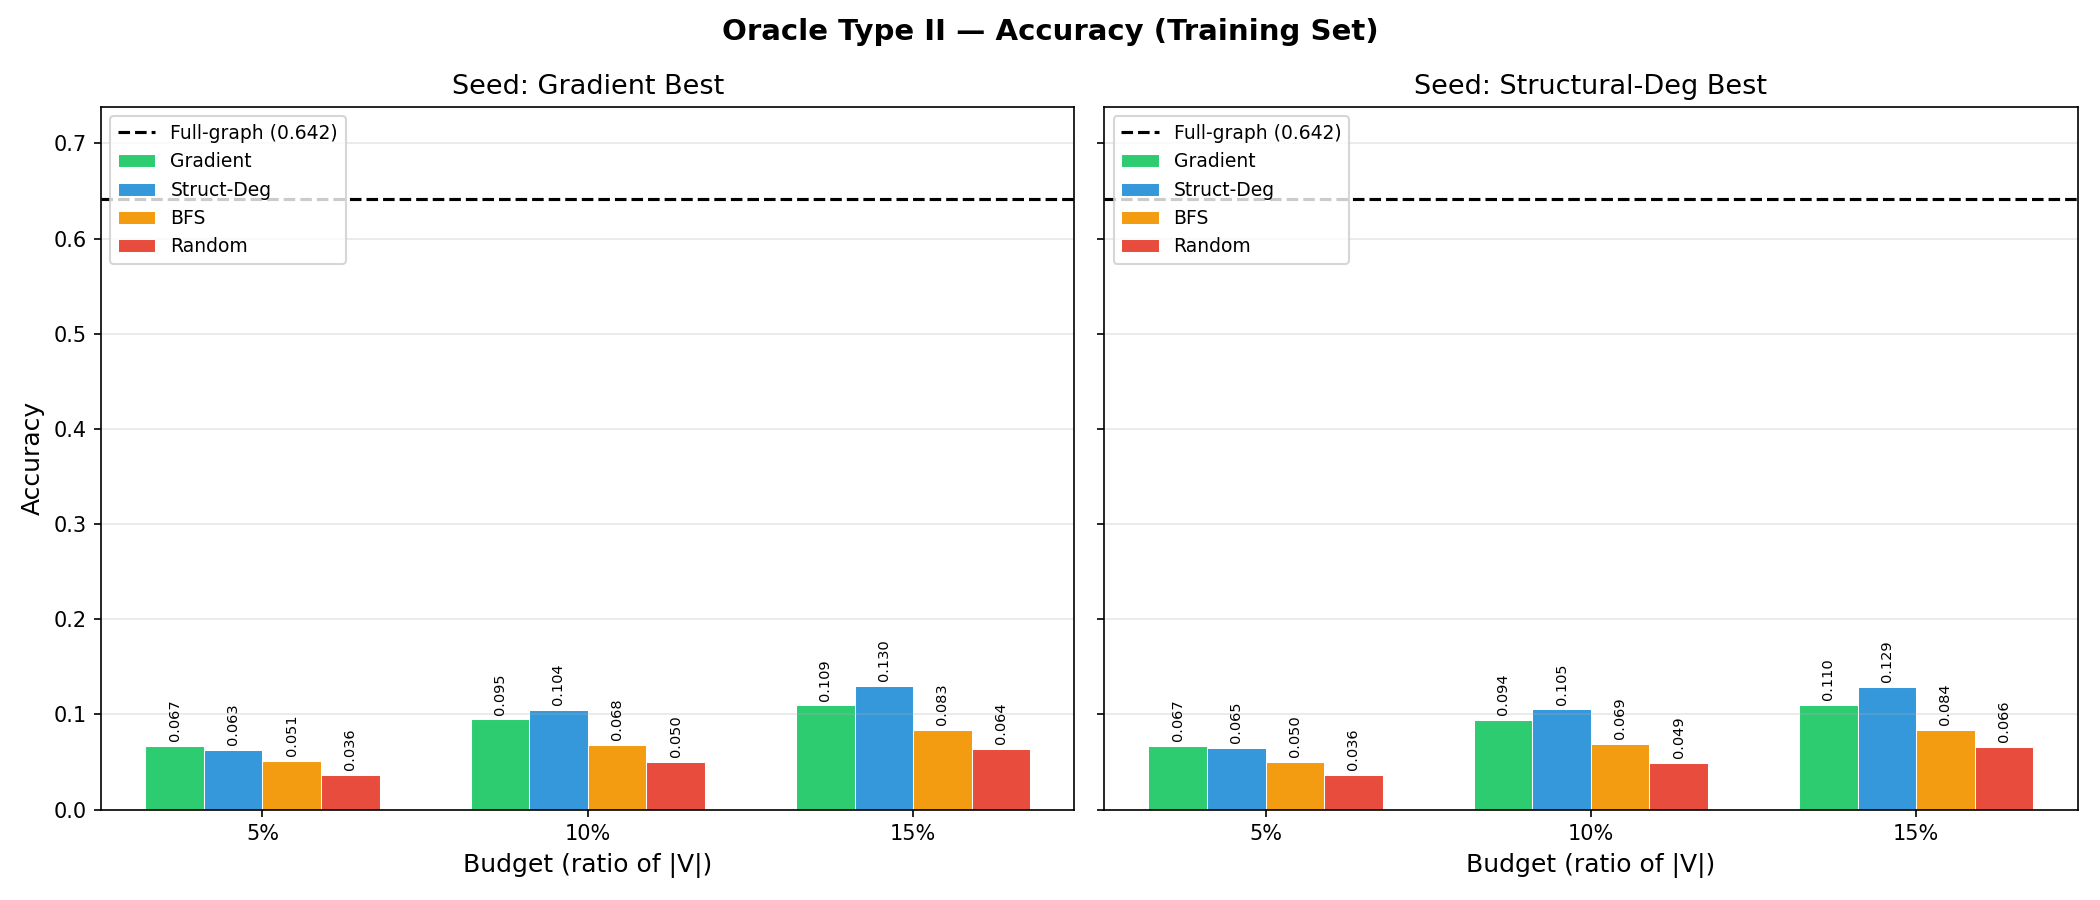 Oracle Type II — Accuracy (Training Set)
Seed: Gradient Best
Full-graph (0.642)
Gradient
Struct-Deg
BFS
Random
Accuracy
0.7
0.6
0.5
0.4
0.3
0.2
0.1
0.0
0.067
0.063
0.051
0.036
0.095
0.104
0.068
0.050
0.109
0.130
0.083
0.064
5%
10%
15%
Budget (ratio of |V|)
Seed: Structural-Deg Best
Full-graph (0.642)
Gradient
Struct-Deg
BFS
Random
0.067
0.065
0.050
0.036
0.094
0.105
0.069
0.049
0.110
0.129
0.084
0.066
5%
10%
15%
Budget (ratio of |V|)